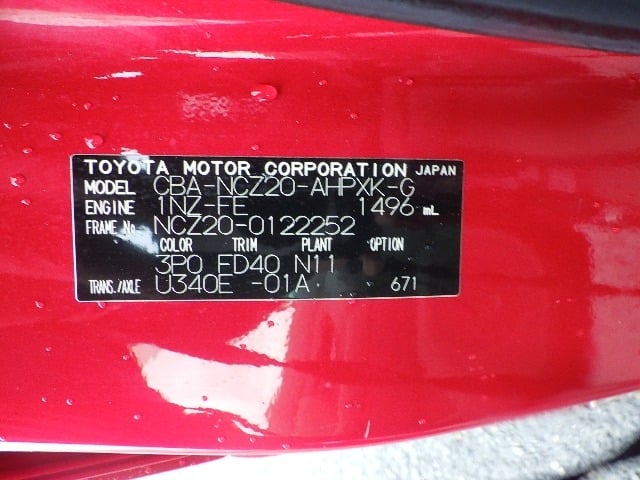 TOYOTA MOTOR CORPORATION JAPAN
MODEL CBA-NCZ20-AHPXK-G
ENGINE 1NZ-FE 1496 mL
FRAME No. NCZ20-0122252
COLOR TRIM PLANT OPTION
3P0 FD40 N11
TRANS./AXLE U340E -01A 671